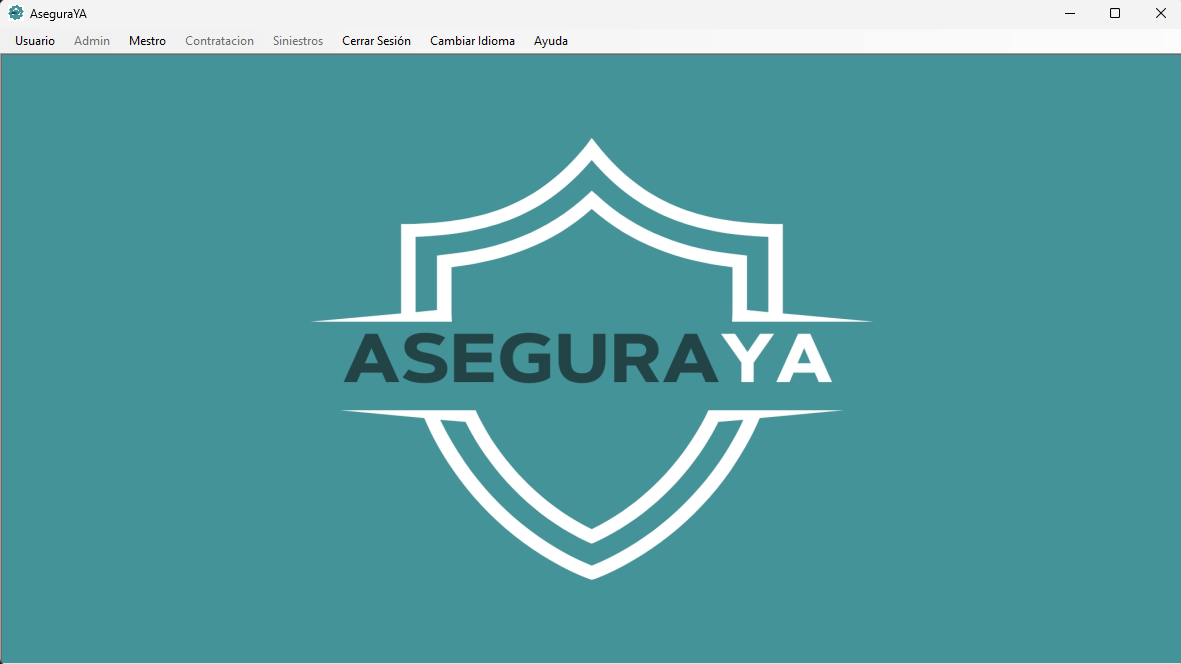 AseguraYA
Usuario Admin Mestro Contratacion Siniestros Cerrar Sesión Cambiar Idioma Ayuda
ASEGURAYA